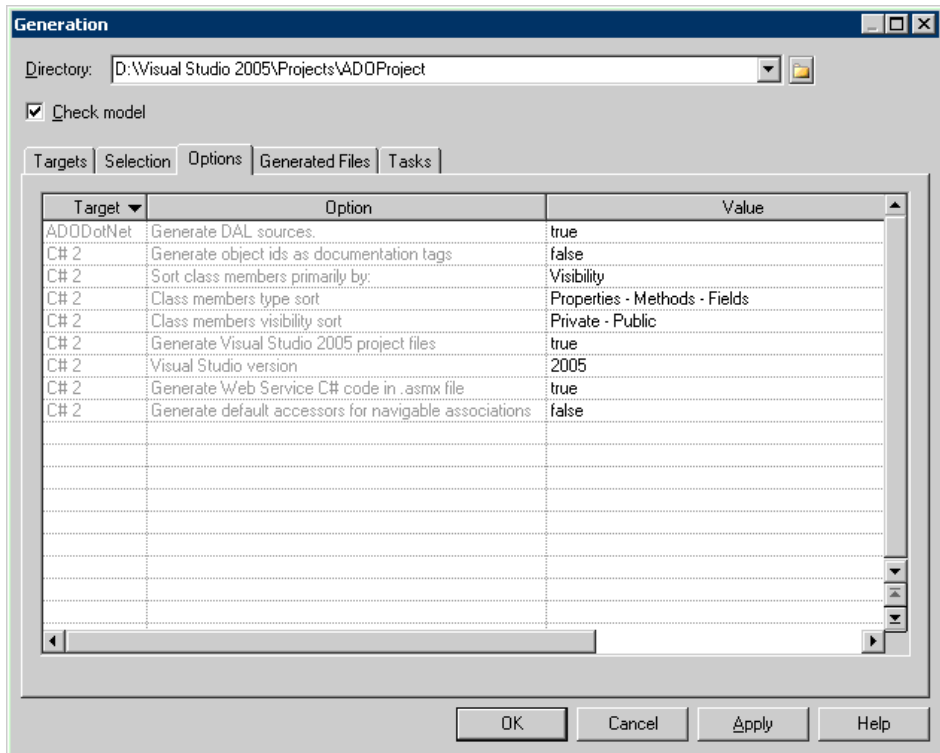 Generation
Directory: D:\Visual Studio 2005\Projects\ADOProject
Check model
Targets Selection Options Generated Files Tasks
Target Option Value
ADODotNet Generate DAL sources. true
C# 2 Generate object ids as documentation tags false
C# 2 Sort class members primarily by: Visibility
C# 2 Class members type sort Properties - Methods - Fields
C# 2 Class members visibility sort Private - Public
C# 2 Generate Visual Studio 2005 project files true
C# 2 Visual Studio version 2005
C# 2 Generate Web Service C# code in .asmx file true
C# 2 Generate default accessors for navigable associations false
OK Cancel Apply Help